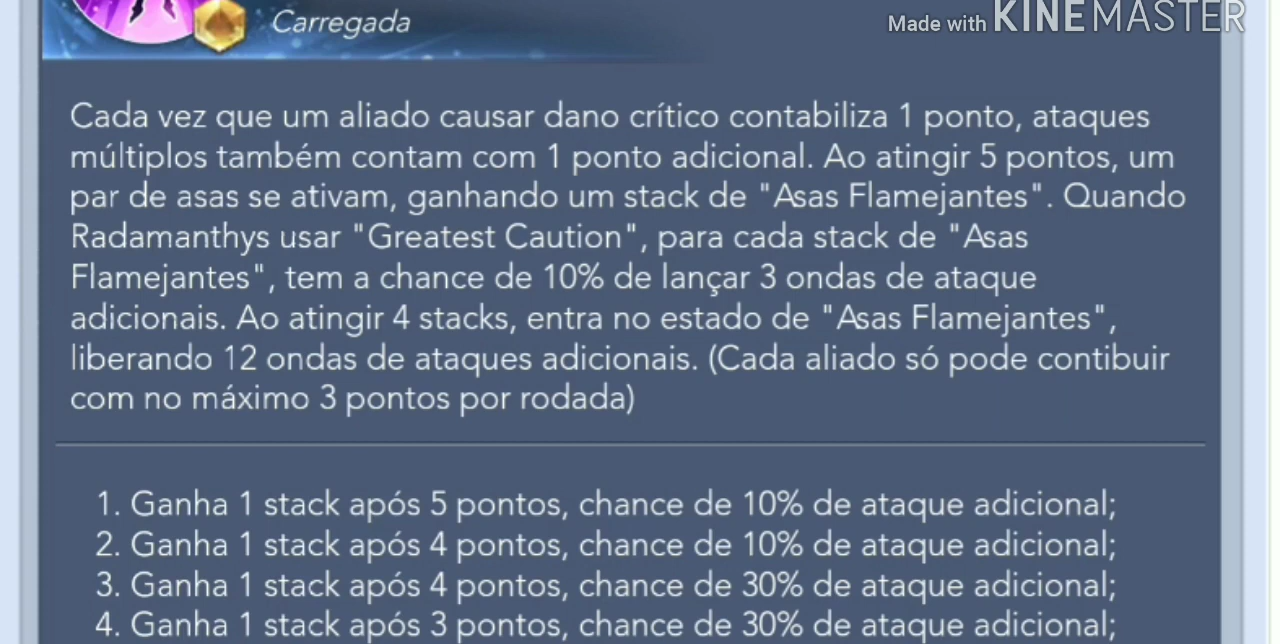 Carregada
Made with KINEMASTER
Cada vez que um aliado causar dano crítico contabiliza 1 ponto, ataques
múltiplos também contam com 1 ponto adicional. Ao atingir 5 pontos, um
par de asas se ativam, ganhando um stack de "Asas Flamejantes". Quando
Radamanthys usar "Greatest Caution", para cada stack de "Asas
Flamejantes", tem a chance de 10% de lançar 3 ondas de ataque
adicionais. Ao atingir 4 stacks, entra no estado de "Asas Flamejantes",
liberando 12 ondas de ataques adicionais. (Cada aliado só pode contibuir
com no máximo 3 pontos por rodada)
1. Ganha 1 stack após 5 pontos, chance de 10% de ataque adicional;
2. Ganha 1 stack após 4 pontos, chance de 10% de ataque adicional;
3. Ganha 1 stack após 4 pontos, chance de 30% de ataque adicional;
4. Ganha 1 stack após 3 pontos, chance de 30% de ataque adicional;